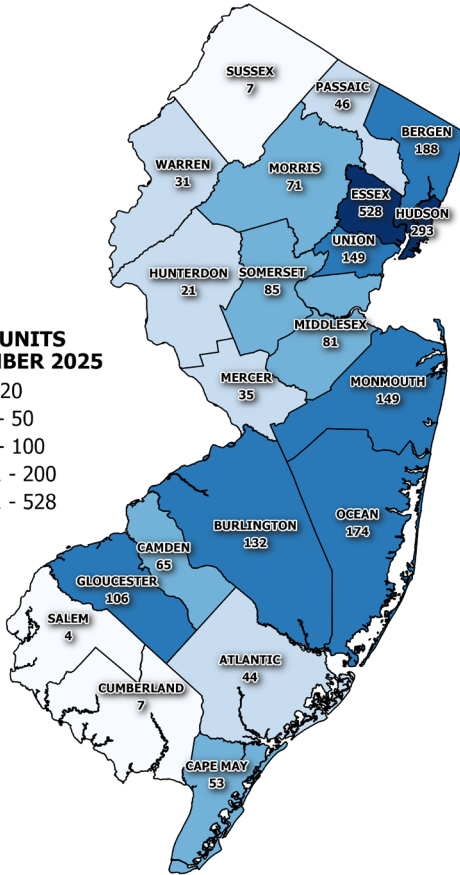 SUSSEX
7
PASSAIC
46
BERGEN
188
WARREN
31
MORRIS
71
ESSEX
528
HUDSON
293
UNION
149
HUNTERDON
21
SOMERSET
85
MIDDLESEX
81
UNITS
BER 2025
20
- 50
- 100
- 200
- 528
MERCER
35
MONMOUTH
149
OCEAN
174
BURLINGTON
132
CAMDEN
65
GLOUCESTER
106
SALEM
4
ATLANTIC
44
CUMBERLAND
7
CAPE MAY
53